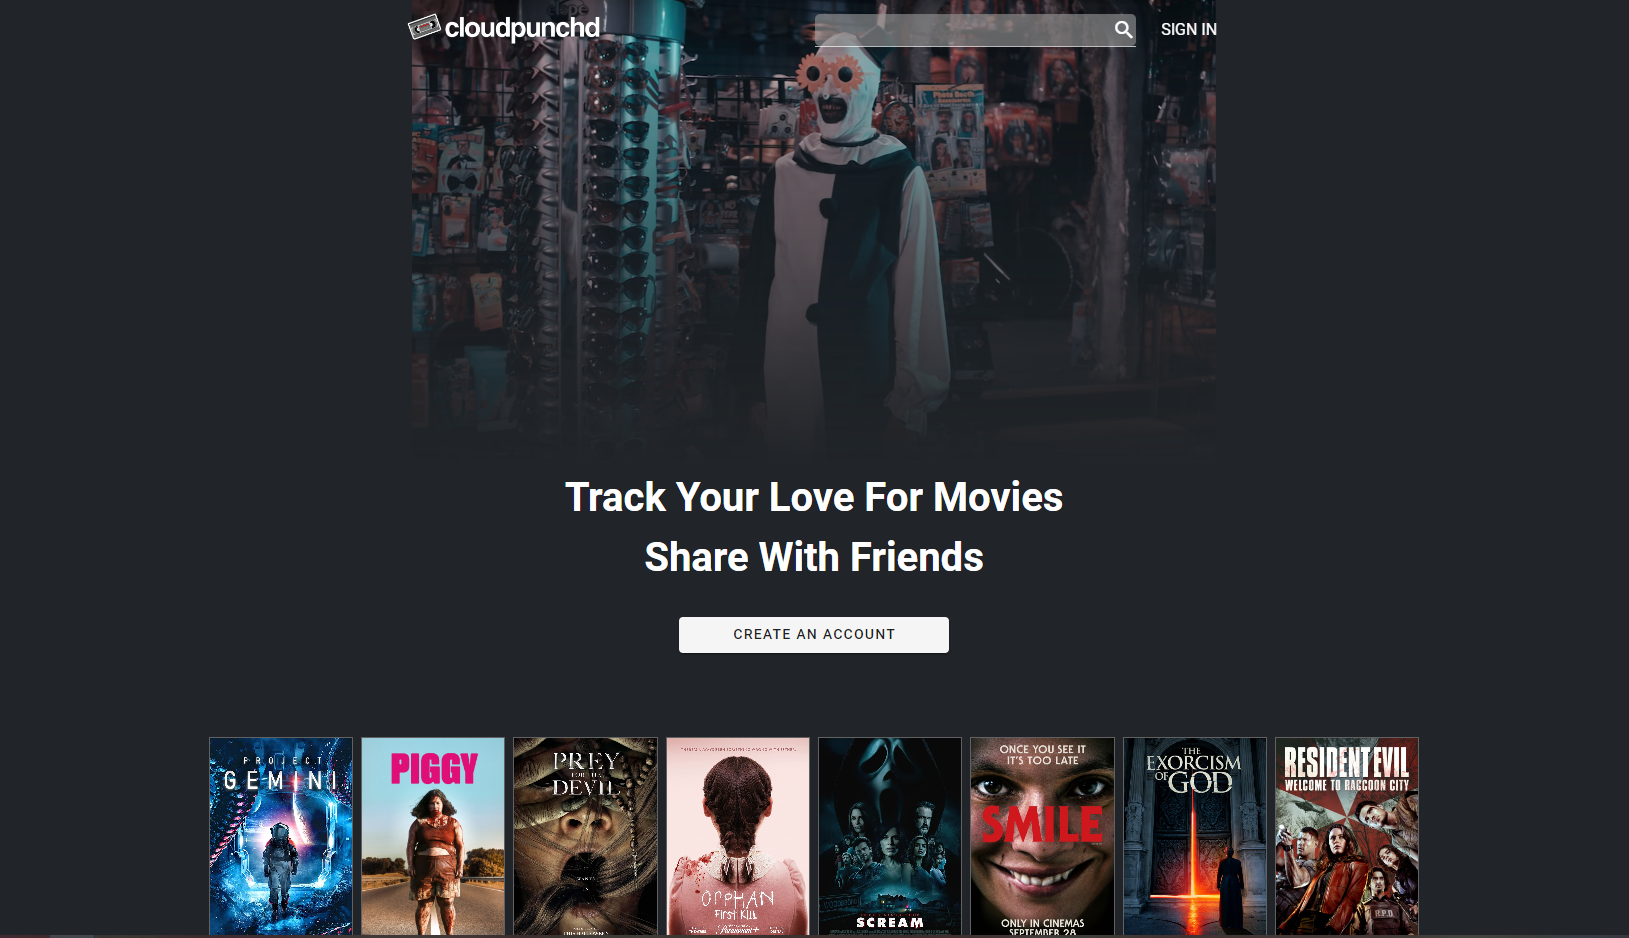 cloudpunchd
SIGN IN
Track Your Love For Movies
Share With Friends
CREATE AN ACCOUNT
PROJECT
GEMINI
PIGGY
PREY
FOR THE
DEVIL
ORPHAN
FIRST KILL
Paramount+
SCREAM
ONCE YOU SEE IT
IT'S TOO LATE
SMILE
ONLY IN CINEMAS
SEPTEMBER 28
THE
EXORCISM
OF GOD
RESIDENT EVIL
WELCOME TO RACCOON CITY
R.P.D.